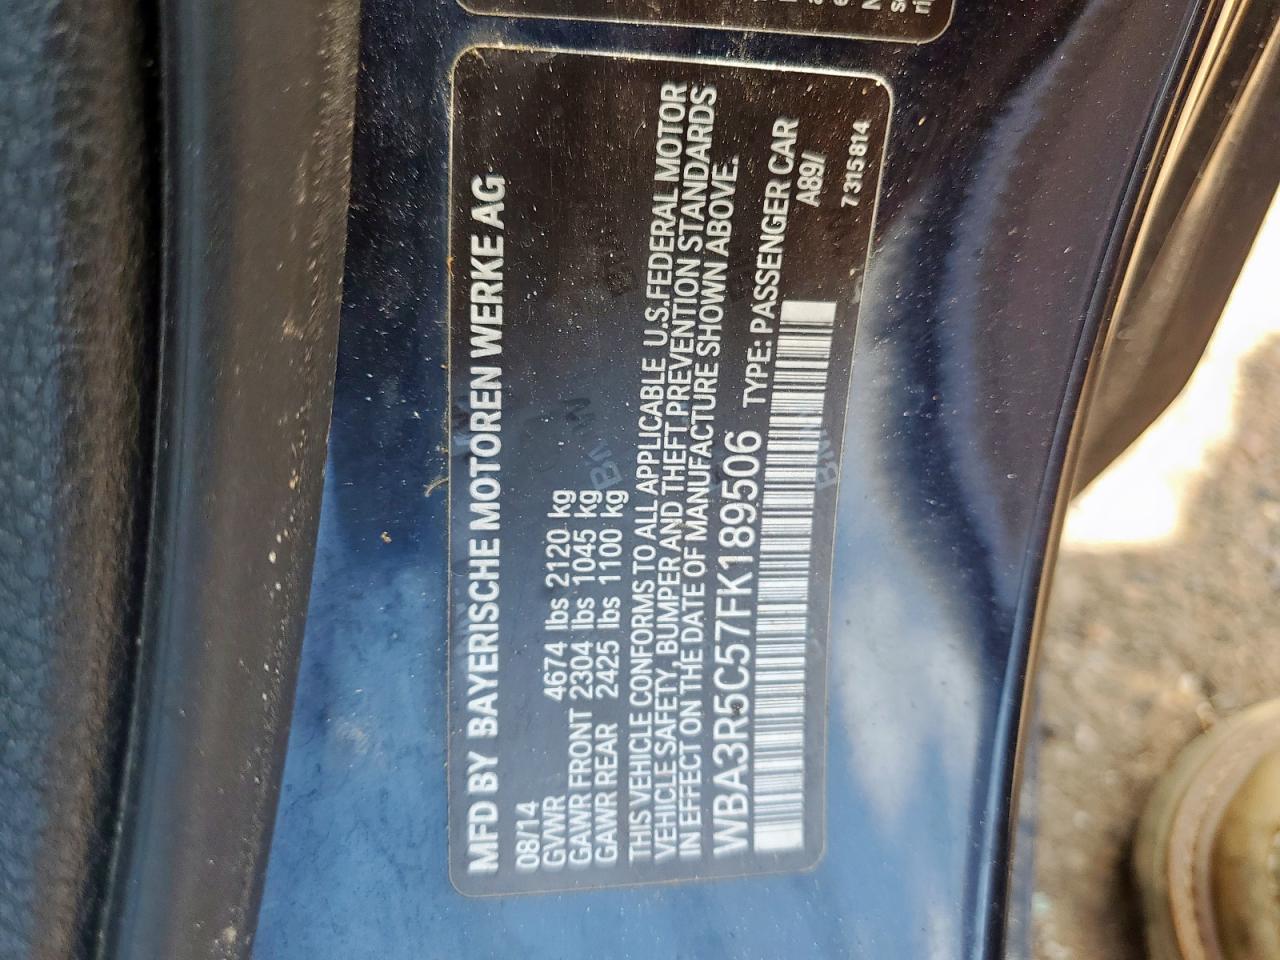 MFD BY BAYERISCHE MOTOREN WERKE AG
08/14
GVWR 4674 lbs 2120 kg
GAWR FRONT 2304 lbs 1045 kg
GAWR REAR 2425 lbs 1100 kg
THIS VEHICLE CONFORMS TO ALL APPLICABLE U.S.FEDERAL MOTOR
VEHICLE SAFETY, BUMPER AND THEFT PREVENTION STANDARDS
IN EFFECT ON THE DATE OF MANUFACTURE SHOWN ABOVE.
WBA3R5C57FK189506 TYPE: PASSENGER CAR
A89/
7 315 814